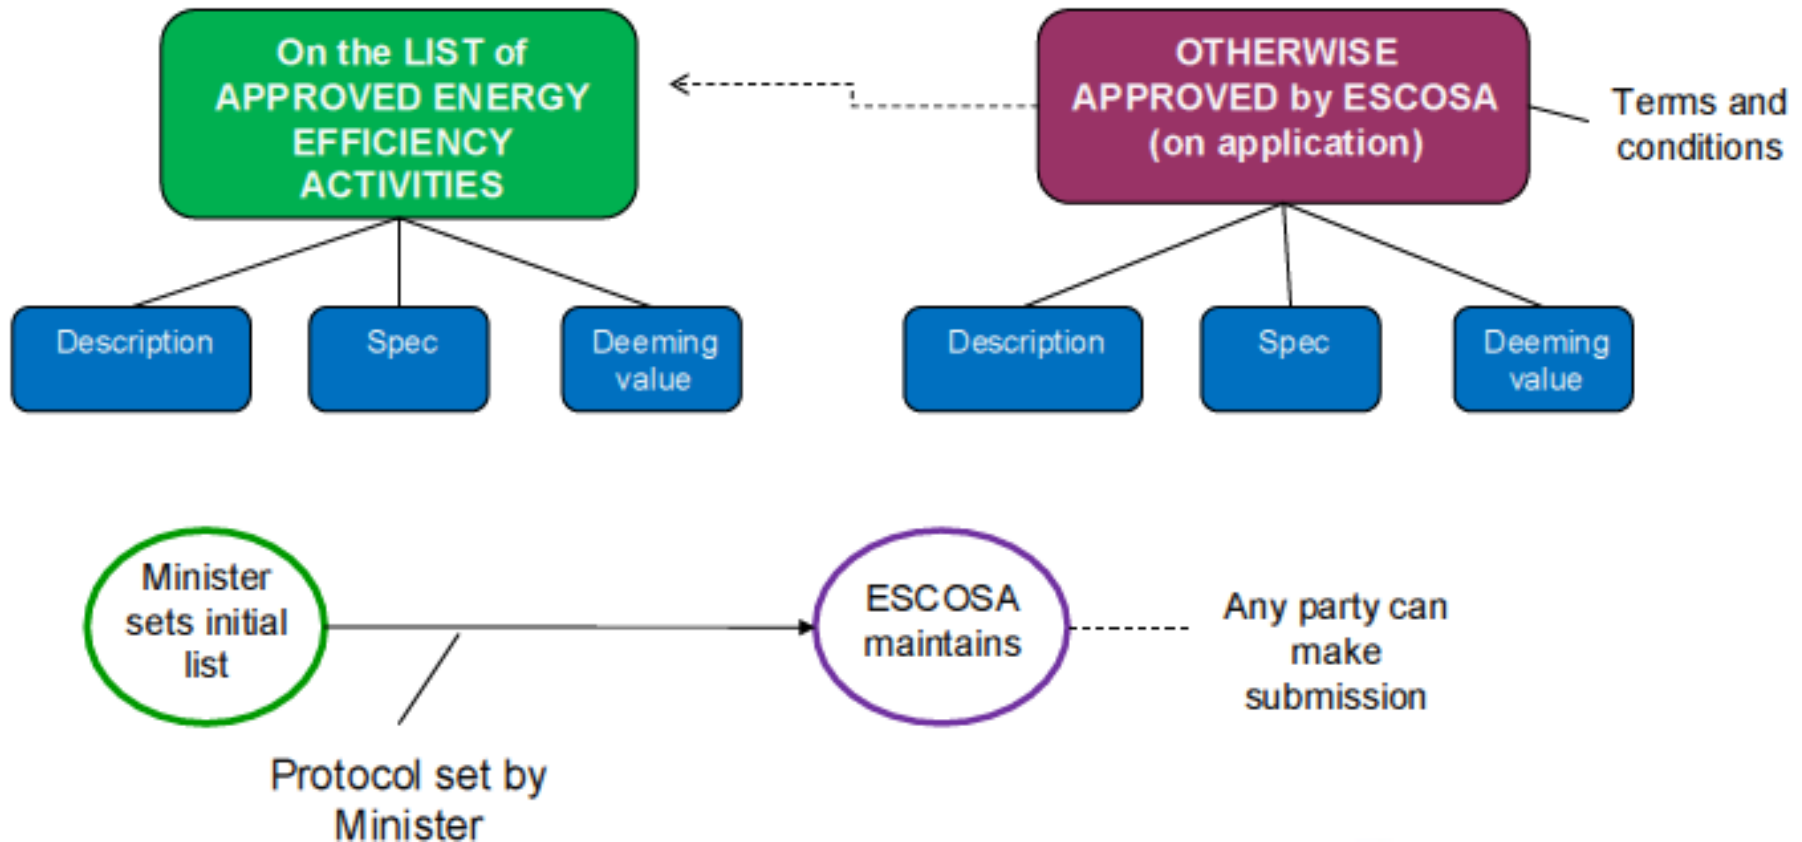 On the LIST of
APPROVED ENERGY
EFFICIENCY
ACTIVITIES
OTHERWISE
APPROVED by ESCOSA
(on application)
Terms and
conditions
Description
Spec
Deeming
value
Description
Spec
Deeming
value
Minister
sets initial
list
ESCOSA
maintains
Any party can
make
submission
Protocol set by
Minister